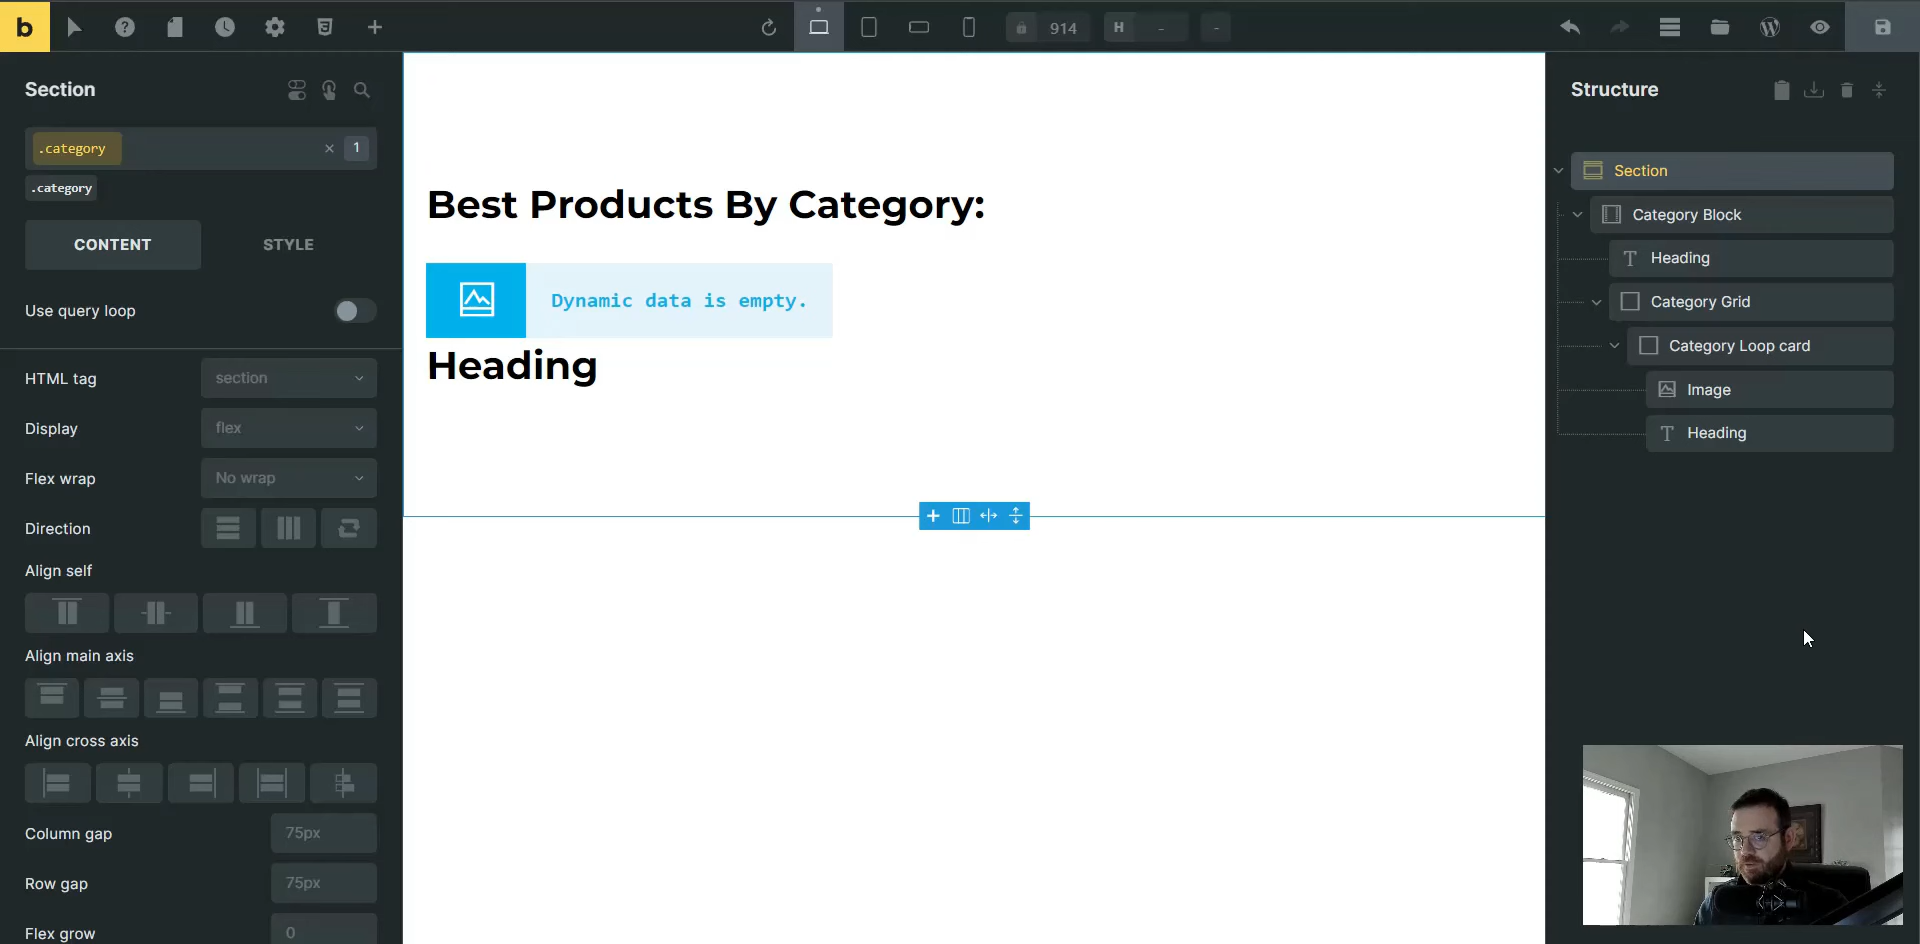 b
914
H
-
-
Section
.category
×
1
.category
CONTENT
STYLE
Use query loop
HTML tag
section
Display
flex
Flex wrap
No wrap
Direction
Align self
Align main axis
Align cross axis
Column gap
75px
Row gap
75px
Flex grow
0
Best Products By Category:
Dynamic data is empty.
Heading
Structure
Section
Category Block
Heading
Category Grid
Category Loop card
Image
Heading